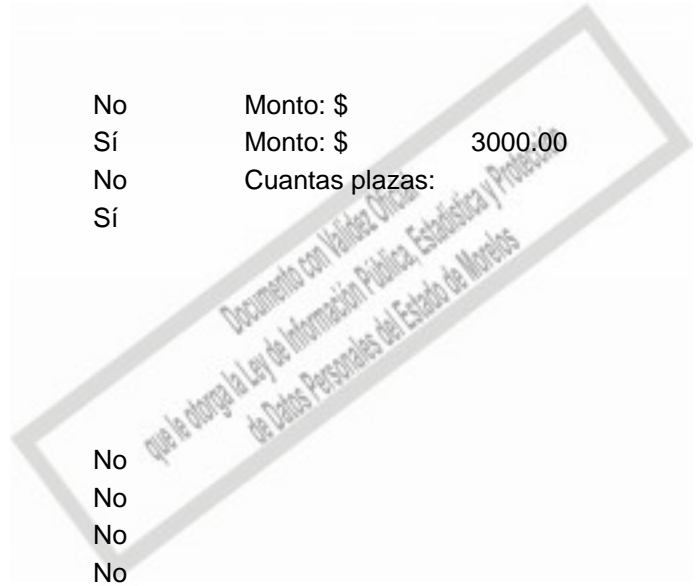 No Monto: $
Sí Monto: $ 3000.00
No Cuantas plazas:
Sí
Documento con Validez Oficial
que le otorga la Ley de Información Pública, Estadística y Protección
de Datos Personales del Estado de Morelos
No
No
No
No